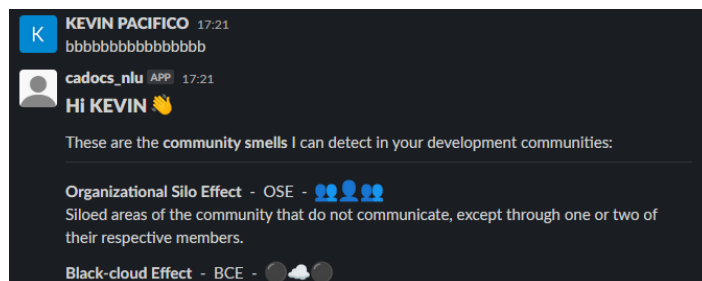 K
KEVIN PACIFICO 17:21
bbbbbbbbbbbbbbbb
cadocs_nlu APP 17:21
Hi KEVIN 👋
These are the community smells I can detect in your development communities:
Organizational Silo Effect - OSE - 👥👤👥
Siloed areas of the community that do not communicate, except through one or two of
their respective members.
Black-cloud Effect - BCE - ⚫☁️⚫